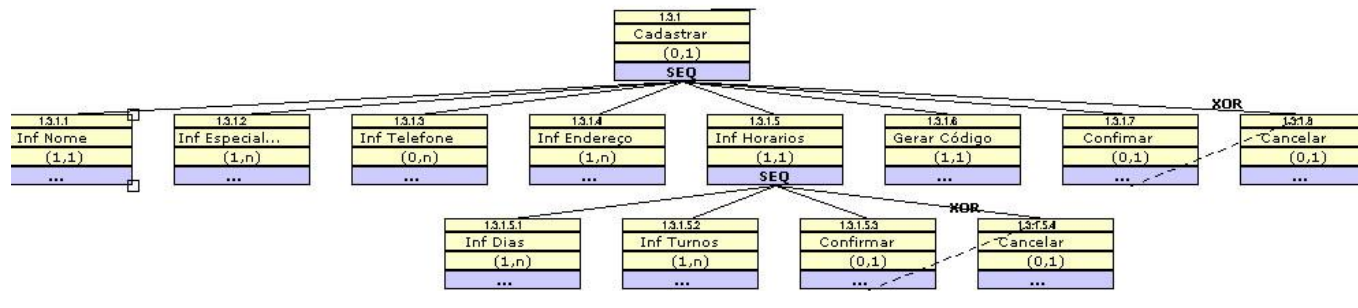 1.3.1
Cadastrar
(0,1)
SEQ
XOR
1.3.1.1 1.3.1.2 1.3.1.3 1.3.1.4 1.3.1.5 1.3.1.6 1.3.1.7 1.3.1.8
Inf Nome Inf Especial... Inf Telefone Inf Endereço Inf Horarios Gerar Código Confimar Cancelar
(1,1) (1,n) (0,n) (1,n) (1,1) (1,1) (0,1) (0,1)
... ... ... ... SEQ ... ... ...
XOR
1.3.1.5.1 1.3.1.5.2 1.3.1.5.3 1.3.1.5.4
Inf Dias Inf Turnos Confirmar Cancelar
(1,n) (1,n) (0,1) (0,1)
... ... ... ...